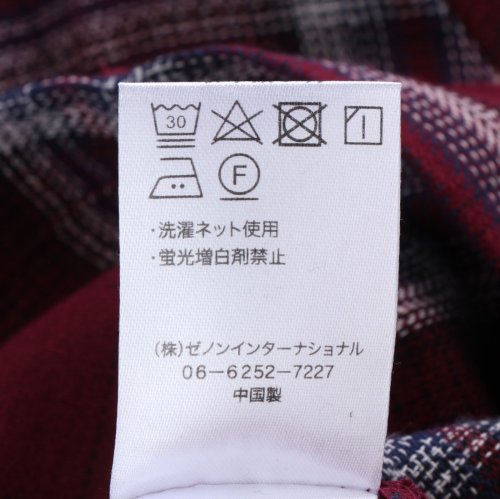 30
F
・洗濯ネット使用
・蛍光増白剤禁止
(株)ゼノンインターナショナル
06-6252-7227
中国製